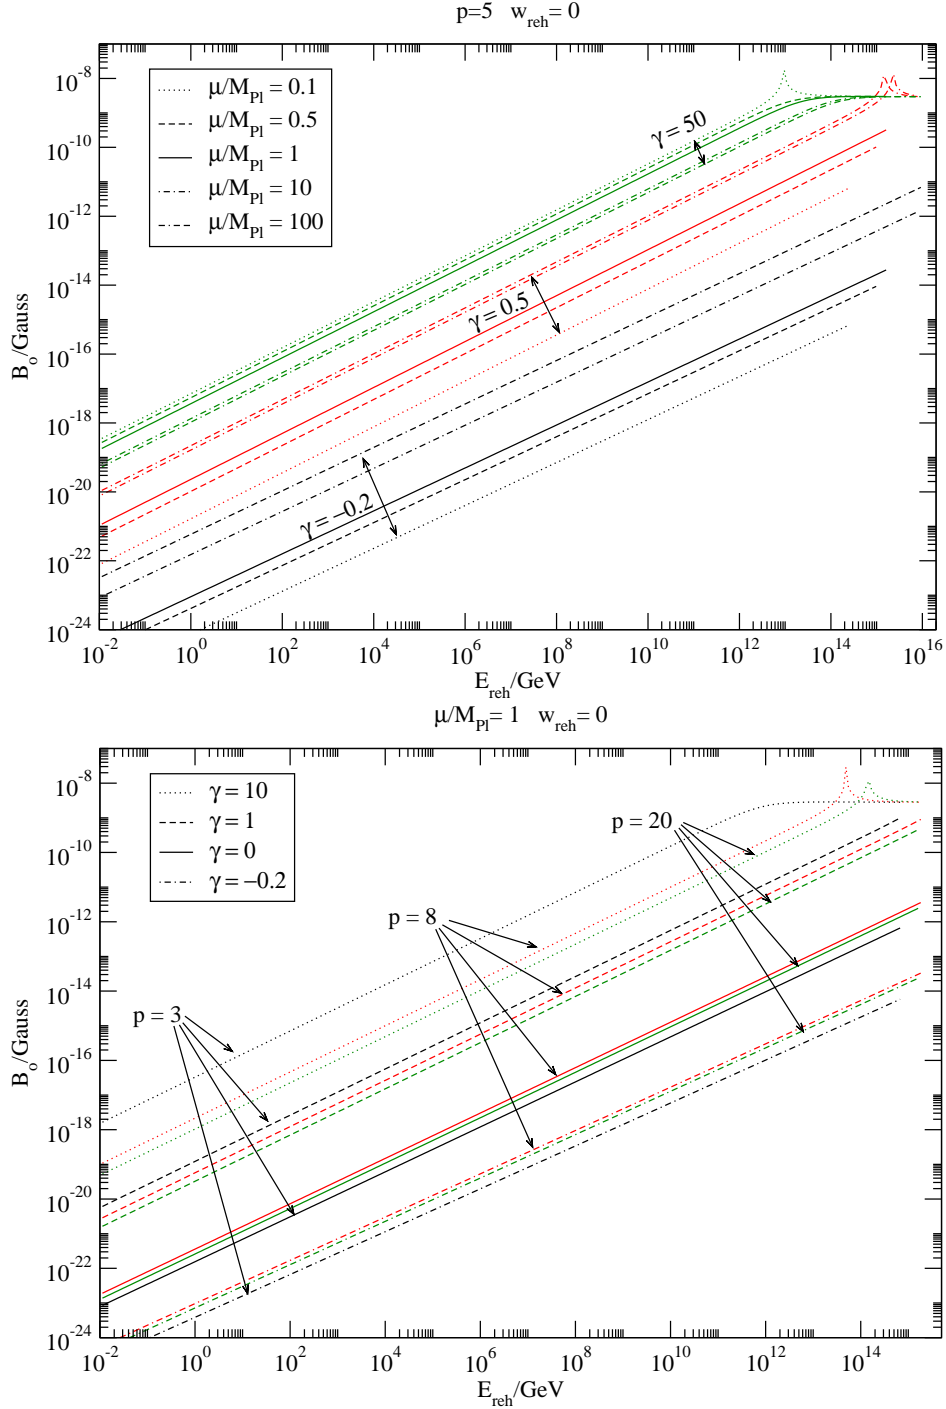 p=5 w_reh = 0
10^-8
10^-10
10^-12
10^-14
10^-16
10^-18
10^-20
10^-22
10^-24
B_o/Gauss
μ/M_Pl = 0.1
μ/M_Pl = 0.5
μ/M_Pl = 1
μ/M_Pl = 10
μ/M_Pl = 100
γ = 50
γ = 0.5
γ = −0.2
10^-2 10^0 10^2 10^4 10^6 10^8 10^10 10^12 10^14 10^16
E_reh/GeV
μ/M_Pl = 1 w_reh = 0
10^-8
10^-10
10^-12
10^-14
10^-16
10^-18
10^-20
10^-22
10^-24
B_o/Gauss
γ = 10
γ = 1
γ = 0
γ = −0.2
p = 20
p = 8
p = 3
10^-2 10^0 10^2 10^4 10^6 10^8 10^10 10^12 10^14
E_reh/GeV